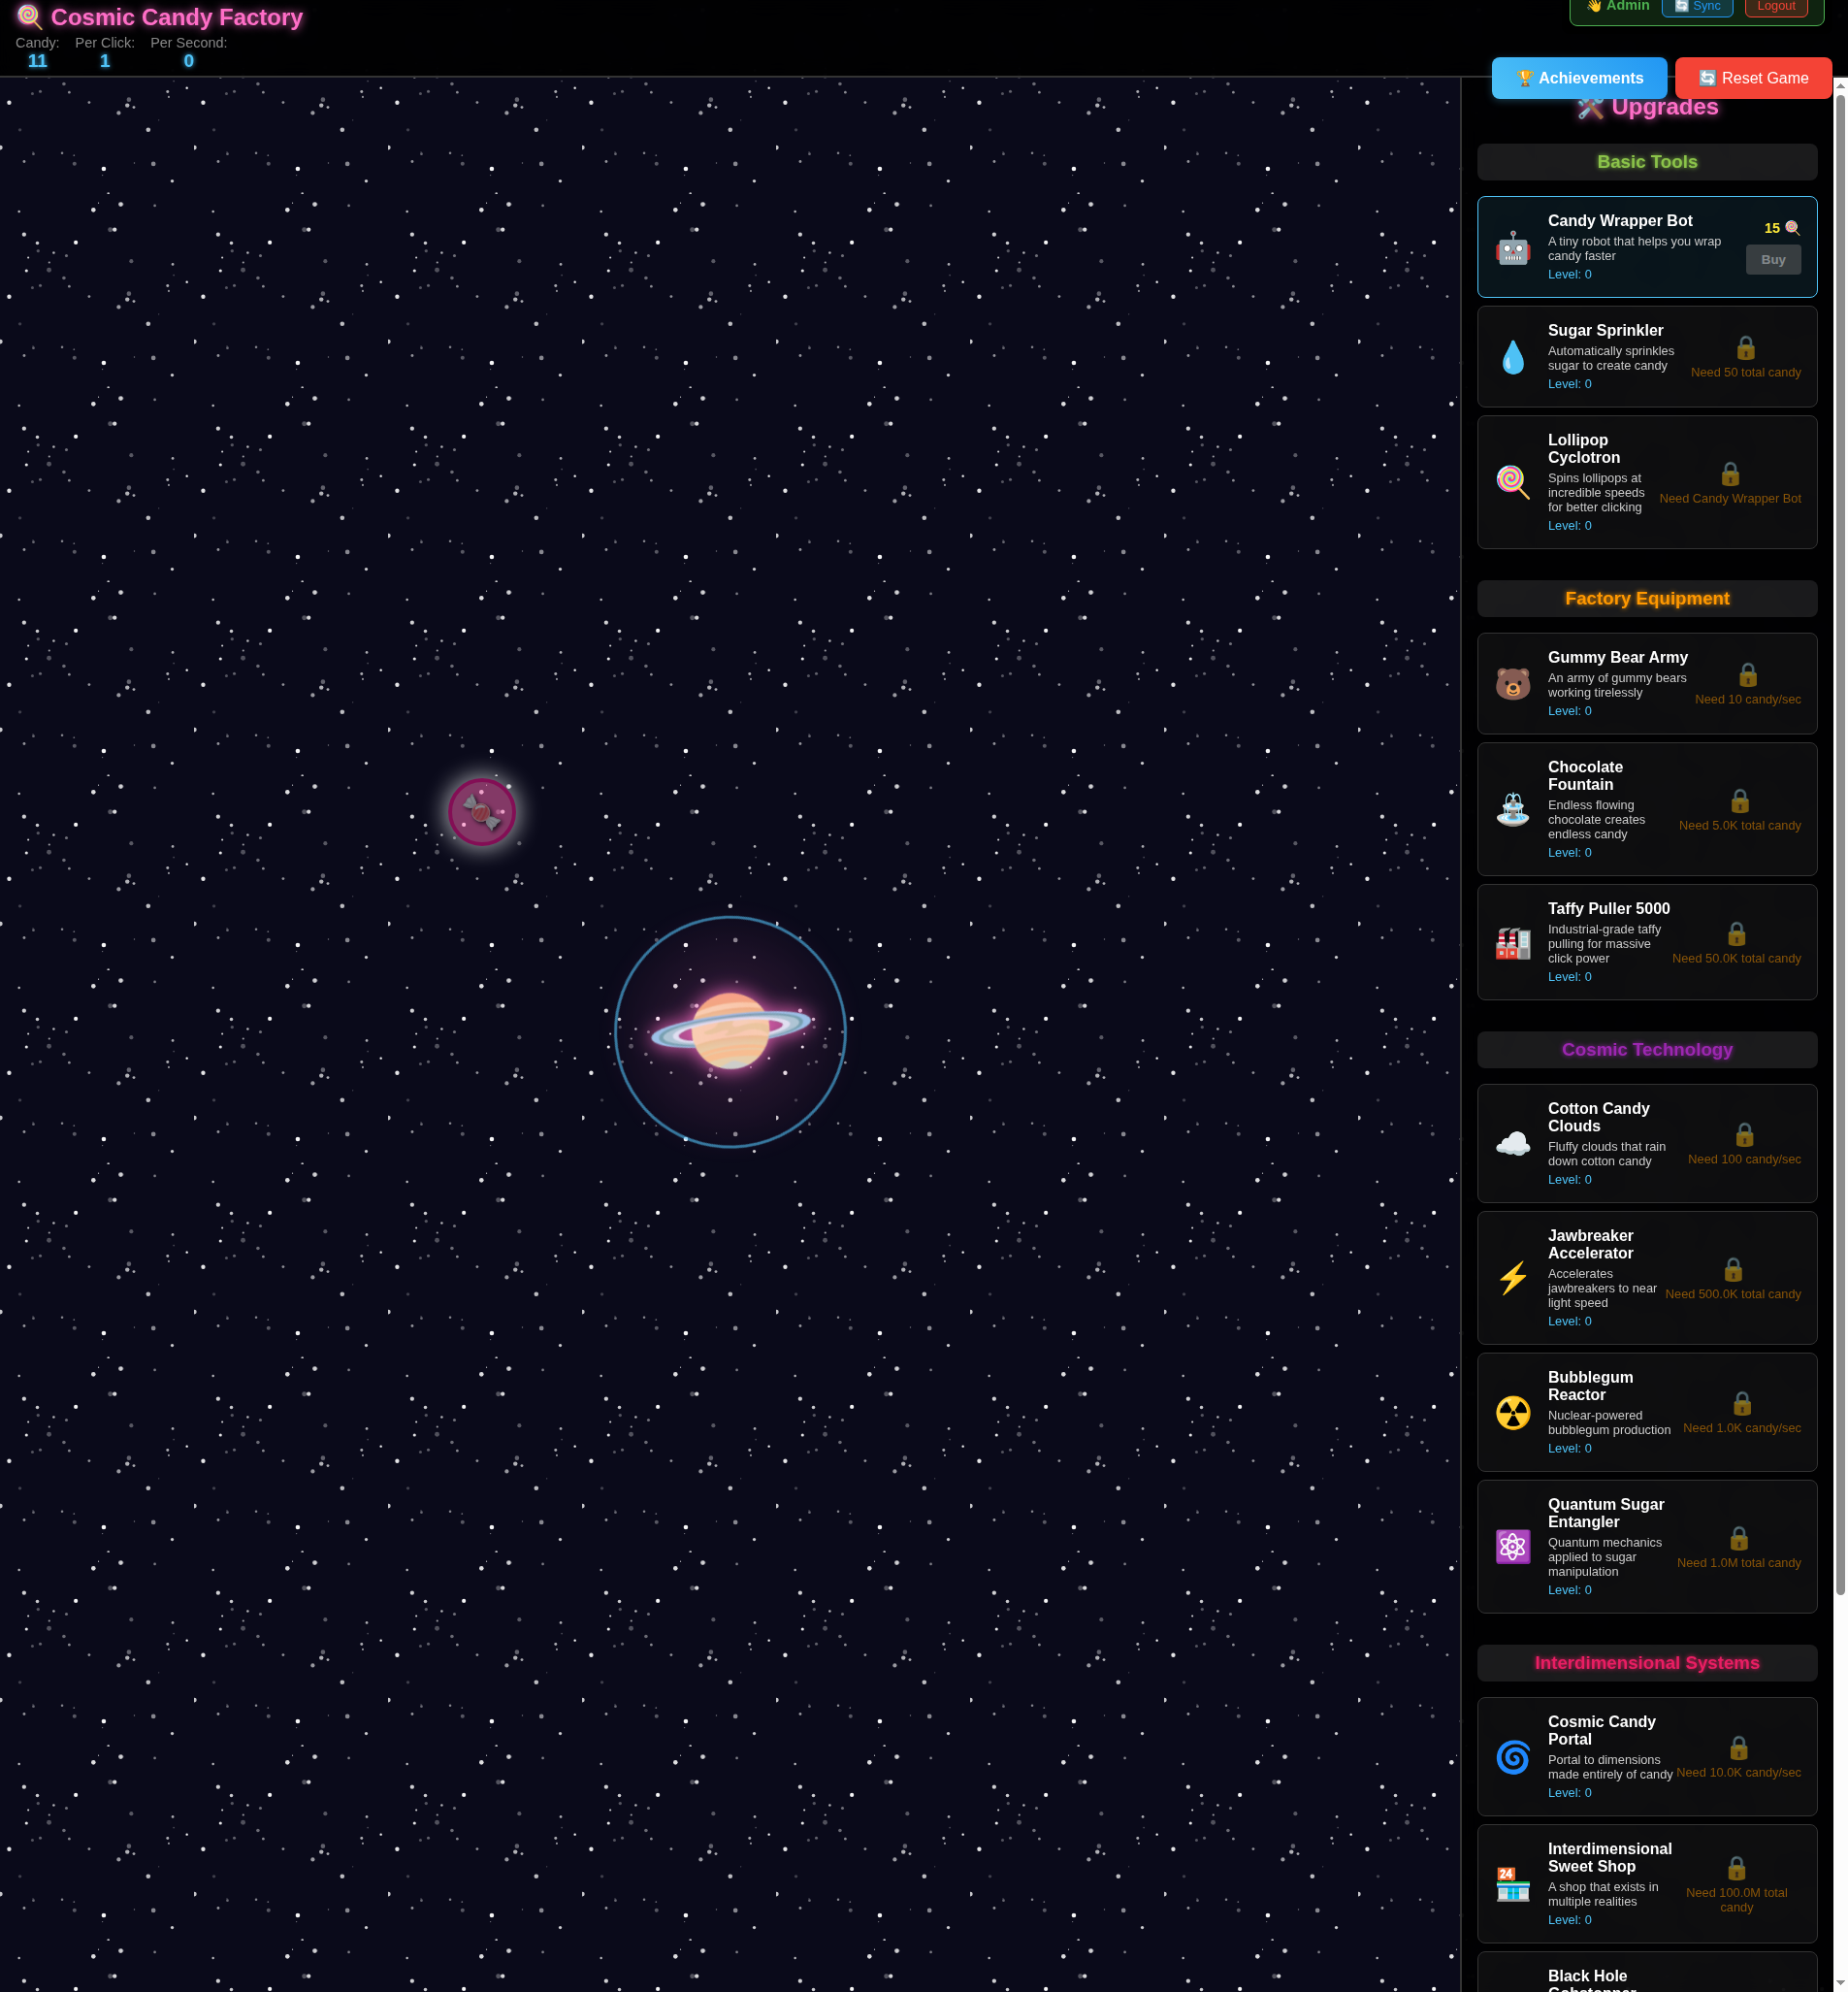 Cosmic Candy Factory
Candy: Per Click: Per Second:
11 1 0
Admin Sync Logout
Achievements Reset Game
Upgrades
Basic Tools
Candy Wrapper Bot
A tiny robot that helps you wrap
candy faster
Level: 0
15
Buy
Sugar Sprinkler
Automatically sprinkles
sugar to create candy
Level: 0
Need 50 total candy
Lollipop
Cyclotron
Spins lollipops at
incredible speeds
for better clicking
Level: 0
Need Candy Wrapper Bot
Factory Equipment
Gummy Bear Army
An army of gummy bears
working tirelessly
Level: 0
Need 10 candy/sec
Chocolate
Fountain
Endless flowing
chocolate creates
endless candy
Level: 0
Need 5.0K total candy
Taffy Puller 5000
Industrial-grade taffy
pulling for massive
click power
Level: 0
Need 50.0K total candy
Cosmic Technology
Cotton Candy
Clouds
Fluffy clouds that rain
down cotton candy
Level: 0
Need 100 candy/sec
Jawbreaker
Accelerator
Accelerates
jawbreakers to near
light speed
Level: 0
Need 500.0K total candy
Bubblegum
Reactor
Nuclear-powered
bubblegum production
Level: 0
Need 1.0K candy/sec
Quantum Sugar
Entangler
Quantum mechanics
applied to sugar
manipulation
Level: 0
Need 1.0M total candy
Interdimensional Systems
Cosmic Candy
Portal
Portal to dimensions
made entirely of candy
Level: 0
Need 10.0K candy/sec
24
Interdimensional
Sweet Shop
A shop that exists in
multiple realities
Level: 0
Need 100.0M total
candy
Black Hole